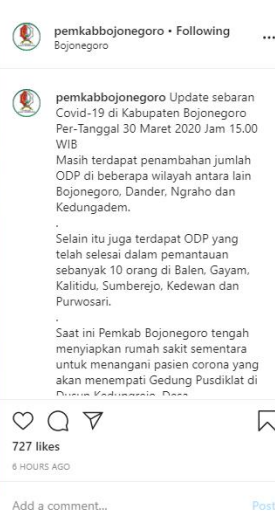 pemkabbojonegoro • Following
Bojonegoro
pemkabbojonegoro Update sebaran
Covid-19 di Kabupaten Bojonegoro
Per-Tanggal 30 Maret 2020 Jam 15.00
WIB
Masih terdapat penambahan jumlah
ODP di beberapa wilayah antara lain
Bojonegoro, Dander, Ngraho dan
Kedungadem.
.
Selain itu juga terdapat ODP yang
telah selesai dalam pemantauan
sebanyak 10 orang di Balen, Gayam,
Kalitidu, Sumberejo, Kedewan dan
Purwosari.
.
Saat ini Pemkab Bojonegoro tengah
menyiapkan rumah sakit sementara
untuk menangani pasien corona yang
akan menempati Gedung Pusdiklat di
Dusun Kedungrejo, Desa
727 likes
6 HOURS AGO
Add a comment...
Post